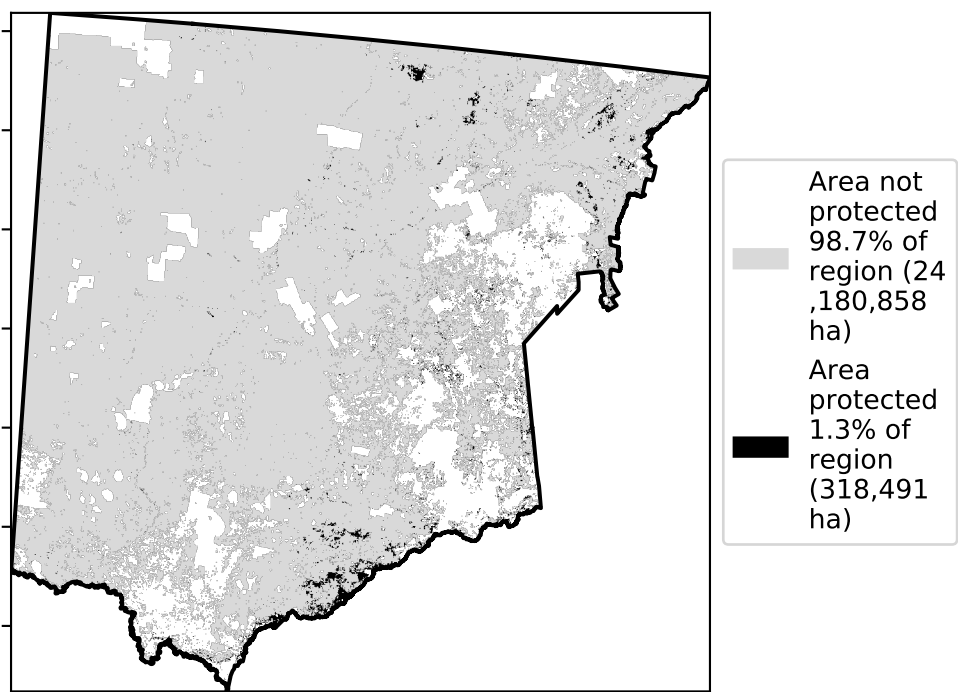 Area not
protected
98.7% of
region (24
,180,858
ha)
Area
protected
1.3% of
region
(318,491
ha)